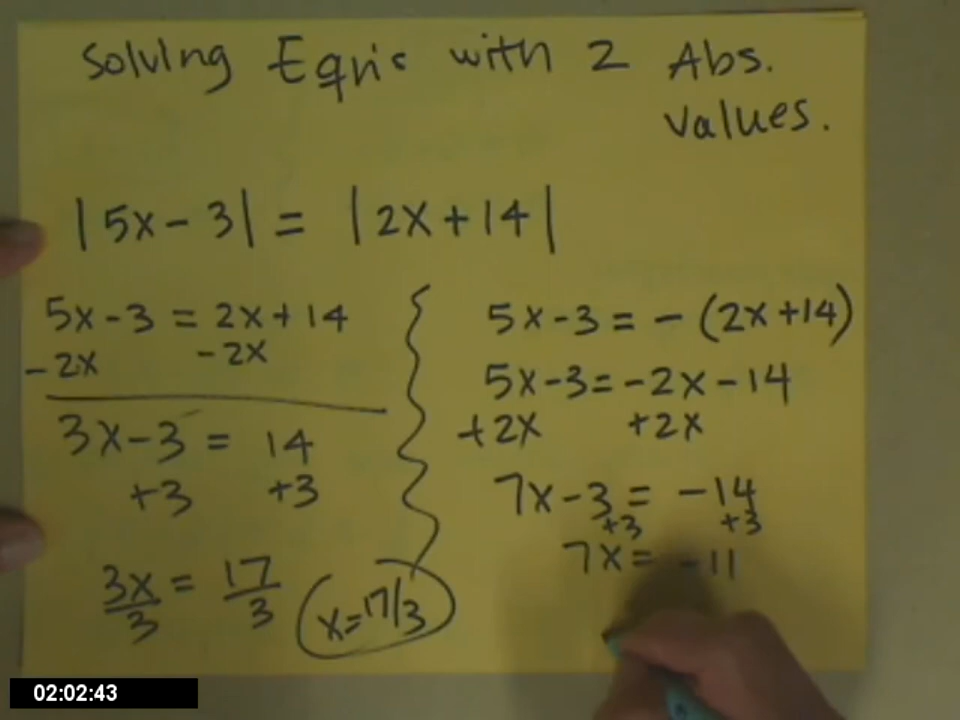 Solving Eqn's with 2 Abs.
Values.
|5x-3| = |2x+14|
5x-3 = 2x+14
-2x -2x
3x-3 = 14
+3 +3
3x = 17
3 3
x=17/3
5x-3 = -(2x+14)
5x-3=-2x-14
+2x +2x
7x-3 = -14
+3 +3
7x= -11
02:02:43